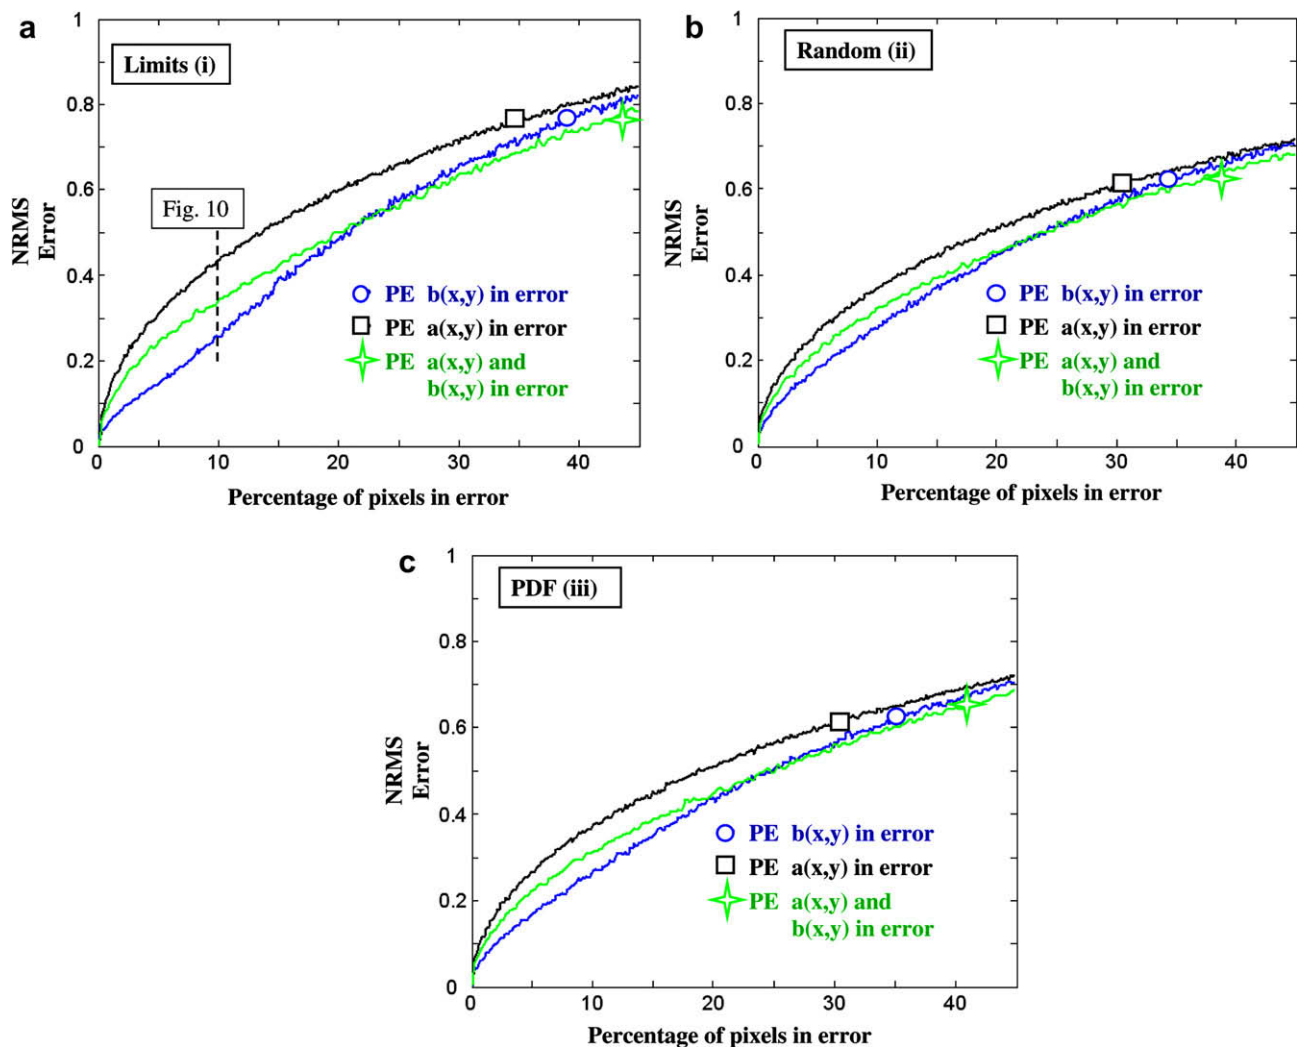 a
Limits (i)
1
0.8
0.6
0.4
0.2
0
NRMS
Error
Fig. 10
PE b(x,y) in error
PE a(x,y) in error
PE a(x,y) and
b(x,y) in error
0 10 20 30 40
Percentage of pixels in error
b
Random (ii)
1
0.8
0.6
0.4
0.2
0
NRMS
Error
PE b(x,y) in error
PE a(x,y) in error
PE a(x,y) and
b(x,y) in error
0 10 20 30 40
Percentage of pixels in error
c
PDF (iii)
1
0.8
0.6
0.4
0.2
0
NRMS
Error
PE b(x,y) in error
PE a(x,y) in error
PE a(x,y) and
b(x,y) in error
0 10 20 30 40
Percentage of pixels in error